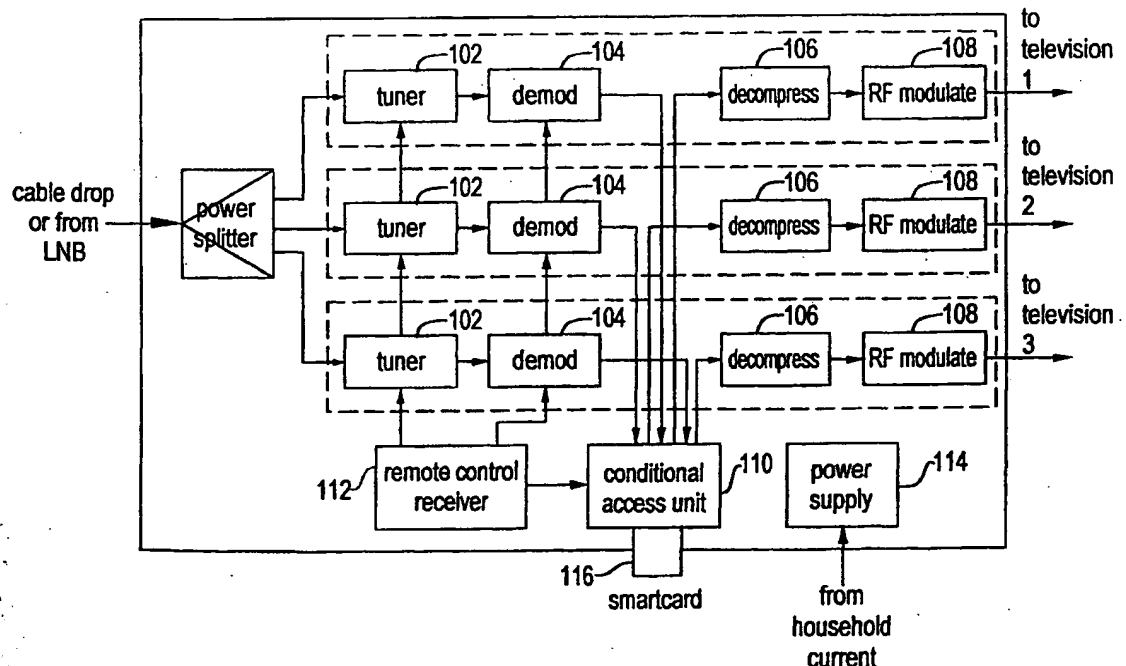 102
104
106
108
to
television
1
tuner
demod
decompress
RF modulate
cable drop
or from
LNB
power
splitter
102
104
106
108
to
television
2
tuner
demod
decompress
RF modulate
102
104
106
108
to
television
3
tuner
demod
decompress
RF modulate
112
remote control
receiver
conditional
access unit
110
power
supply
114
116
smartcard
from
household
current